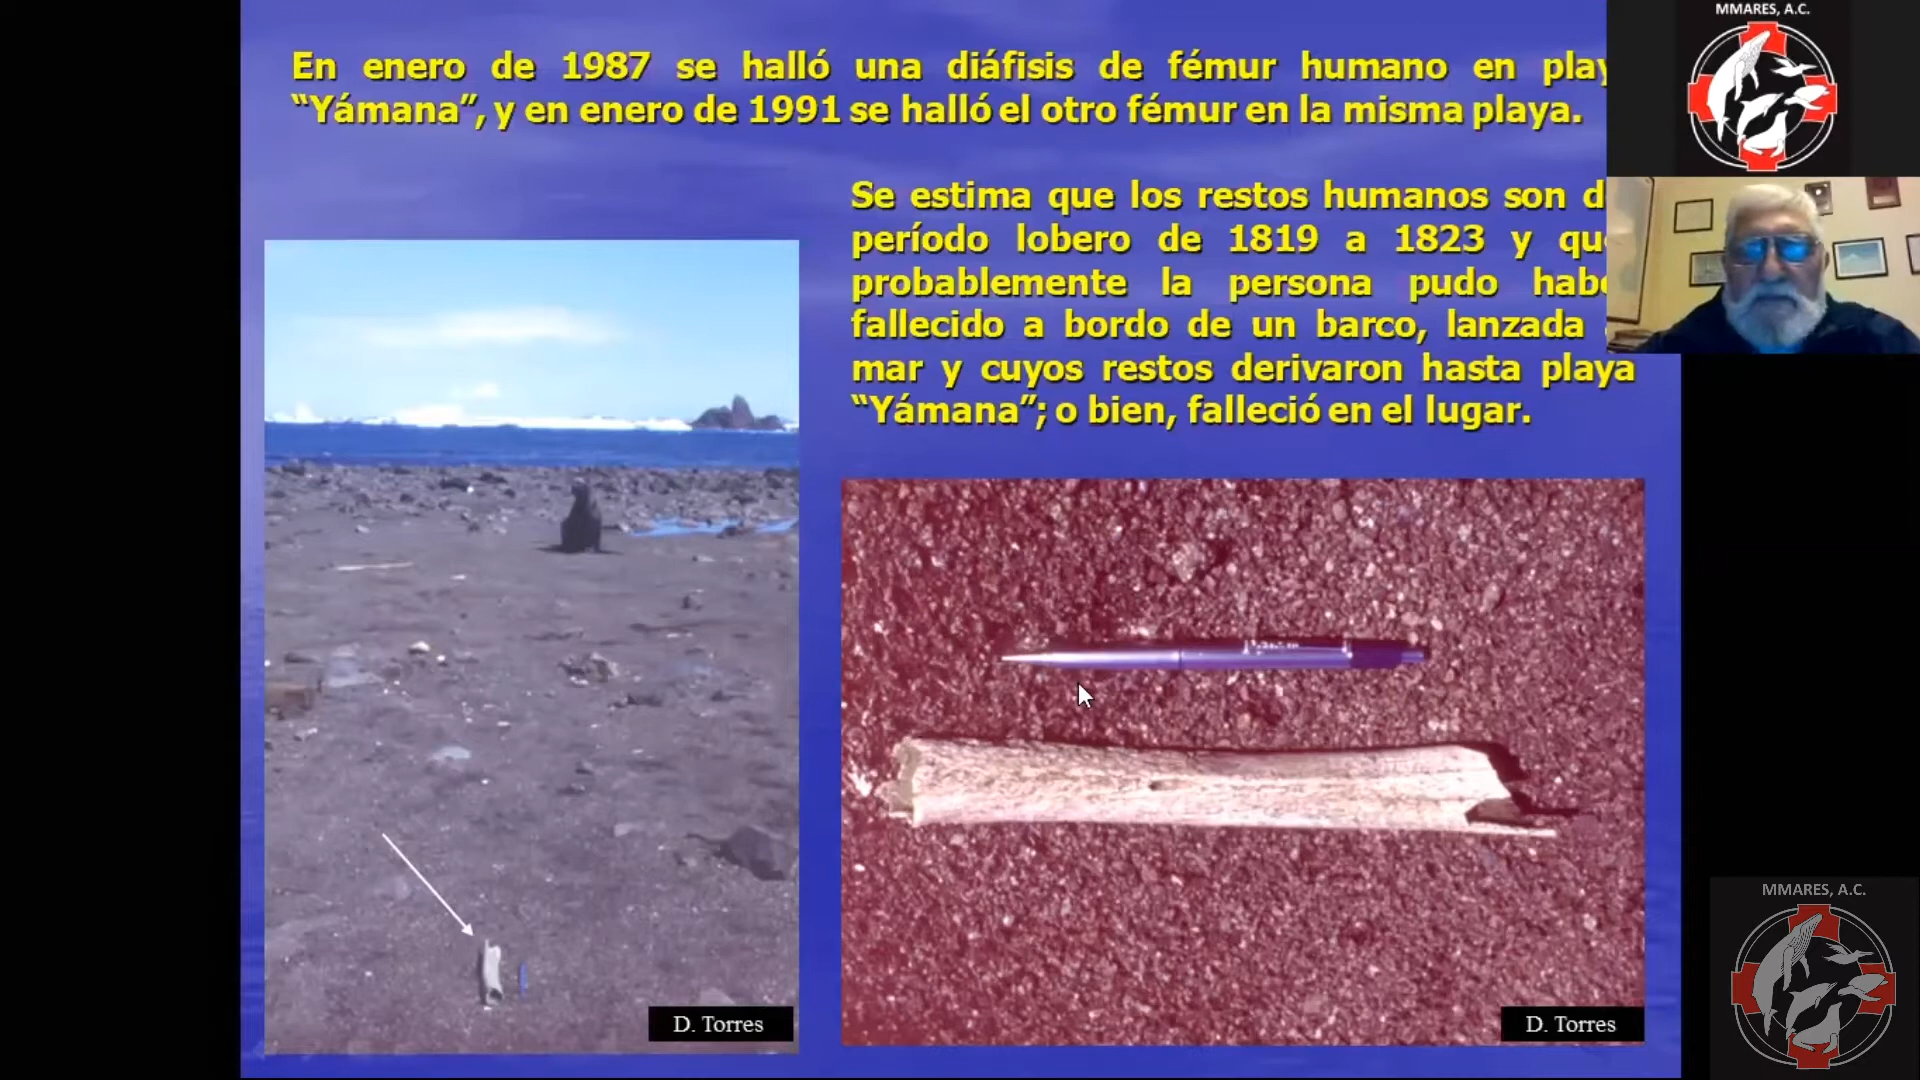 MMARES, A.C.
En enero de 1987 se halló una diáfisis de fémur humano en play
“Yámana”, y en enero de 1991 se halló el otro fémur en la misma playa.
Se estima que los restos humanos son d
período lobero de 1819 a 1823 y qu
probablemente la persona pudo habe
fallecido a bordo de un barco, lanzada
mar y cuyos restos derivaron hasta playa
“Yámana”; o bien, falleció en el lugar.
D. Torres
D. Torres
MMARES, A.C.